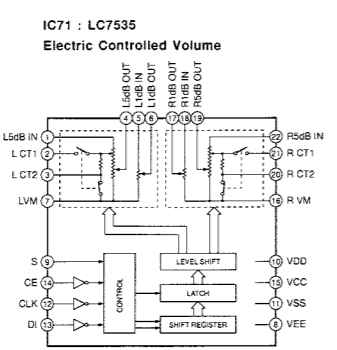 IC71 : LC7535
Electric Controlled Volume
L5dB OUT
L1dB IN
L1dB OUT
R1dB OUT
R1dB IN
R5dB OUT
4 5 6 17 18 19
L5dB IN 1
L CT1 2
L CT2 3
LVM 7
22 R5dB IN
21 R CT1
20 R CT2
16 R VM
S 9
CE 14
CLK 12
DI 13
CONTROL
LEVEL SHIFT
LATCH
SHIFT REGISTER
10 VDD
15 VCC
11 VSS
8 VEE